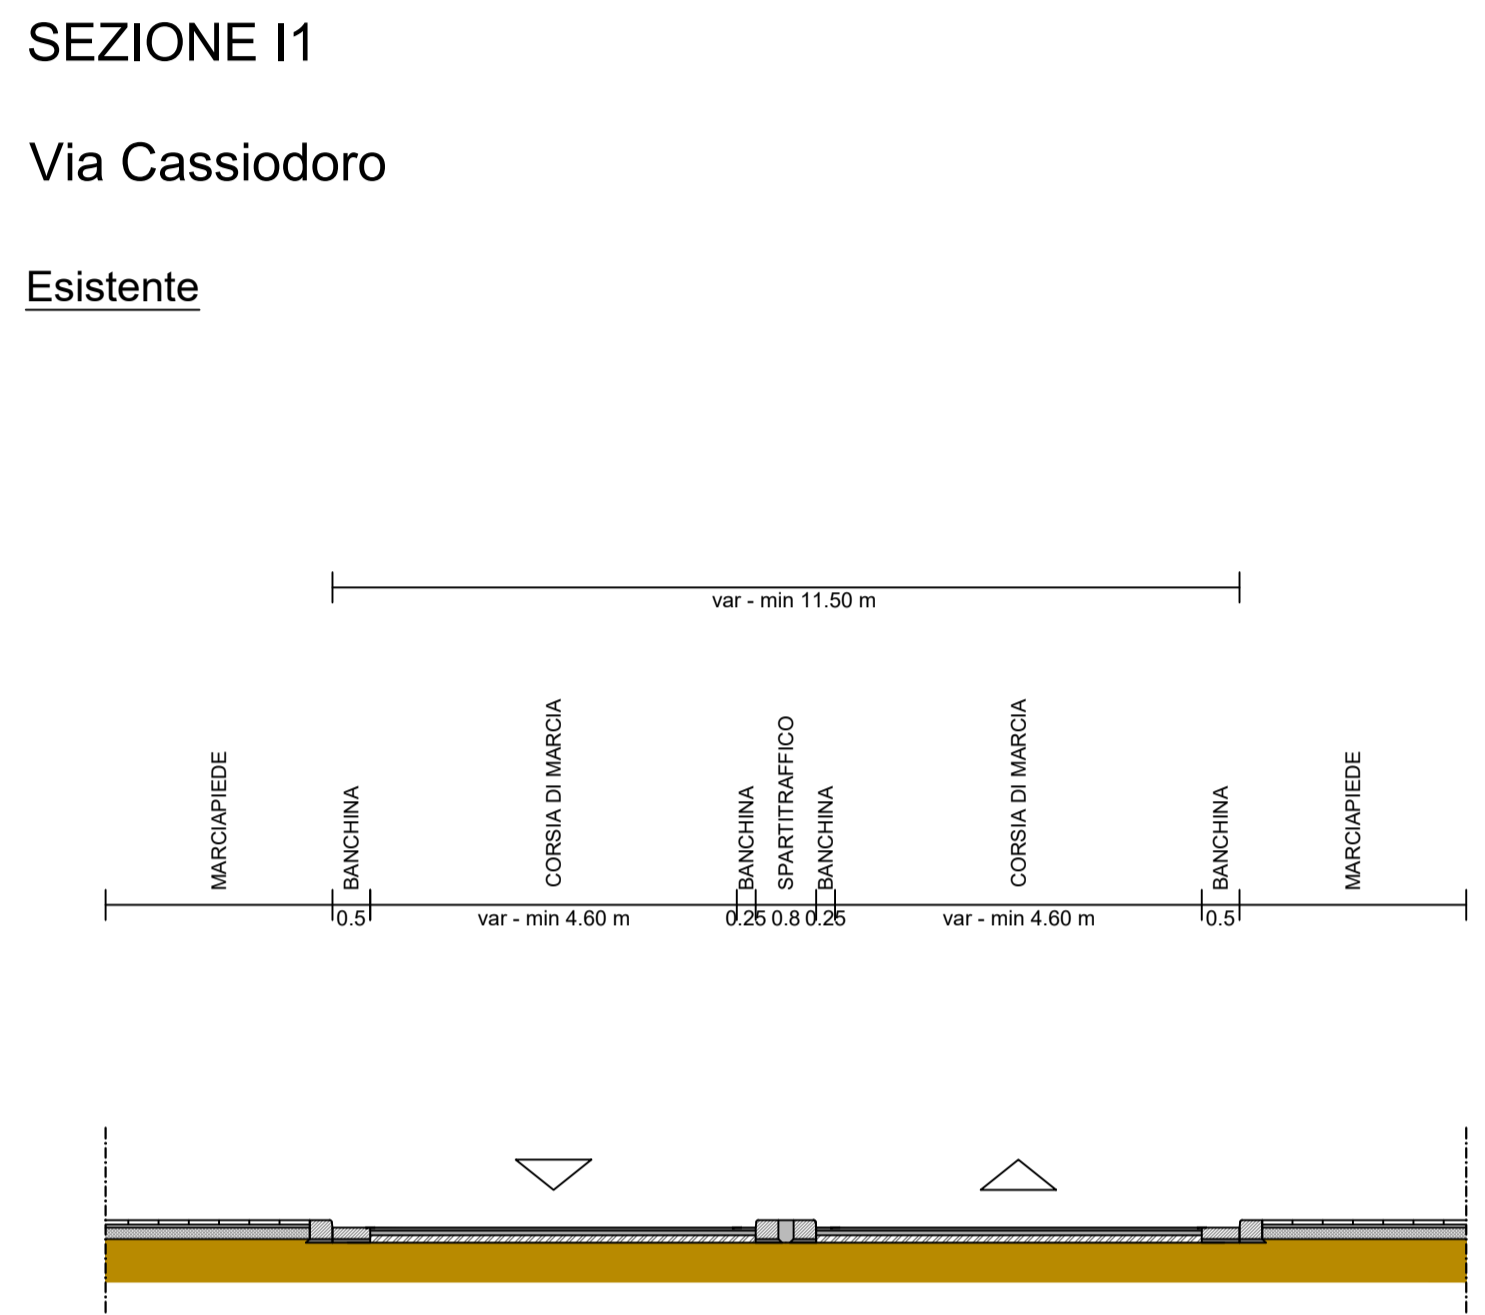 SEZIONE I1
Via Cassiodoro
Esistente
var - min 11.50 m
MARCIAPIEDE
BANCHINA
CORSIA DI MARCIA
BANCHINA
SPARTITRAFFICO
BANCHINA
CORSIA DI MARCIA
BANCHINA
MARCIAPIEDE
0.5
var - min 4.60 m
0.25
0.8
0.25
var - min 4.60 m
0.5